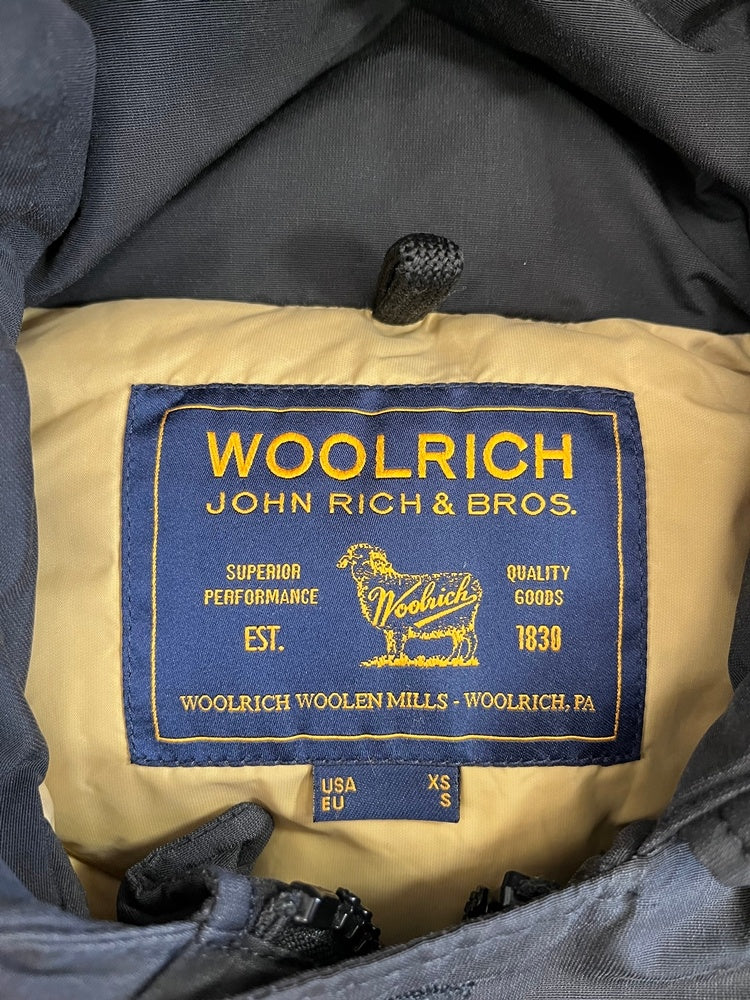 WOOLRICH
JOHN RICH & BROS.
SUPERIOR PERFORMANCE
QUALITY GOODS
Woolrich
EST. 1830
WOOLRICH WOOLEN MILLS - WOOLRICH, PA
USA XS
EU S